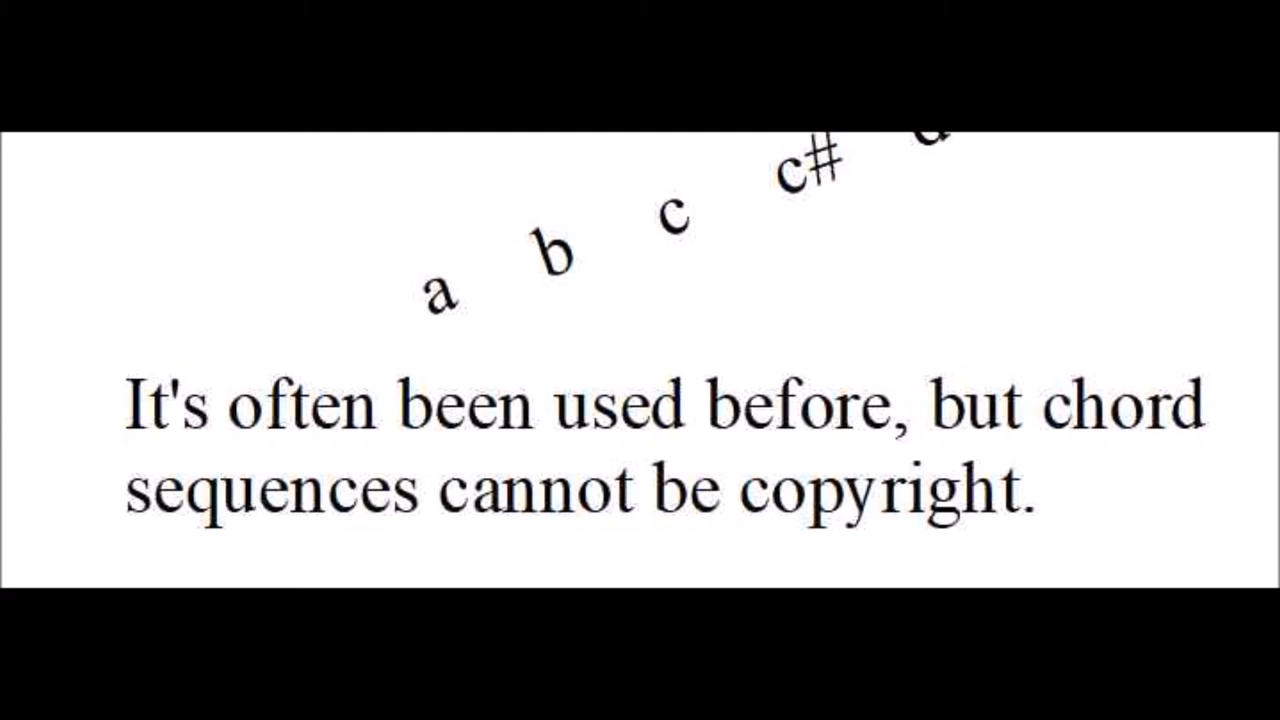 a b c c#
It's often been used before, but chord
sequences cannot be copyright.